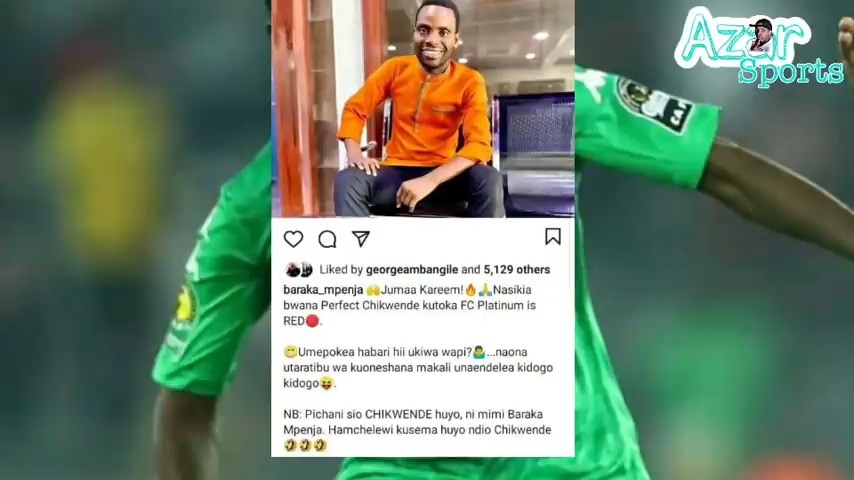 Azar
Sports
CAF
Liked by georgeambangile and 5,129 others
baraka_mpenja 🙌Jumaa Kareem!🔥🙏Nasikia
bwana Perfect Chikwende kutoka FC Platinum is
RED🔴.
😁Umepokea habari hii ukiwa wapi?🤷‍♂️...naona
utaratibu wa kuoneshana makali unaendelea kidogo
kidogo😝.
NB: Pichani sio CHIKWENDE huyo, ni mimi Baraka
Mpenja. Hamchelewi kusema huyo ndio Chikwende
🤣🤣🤣